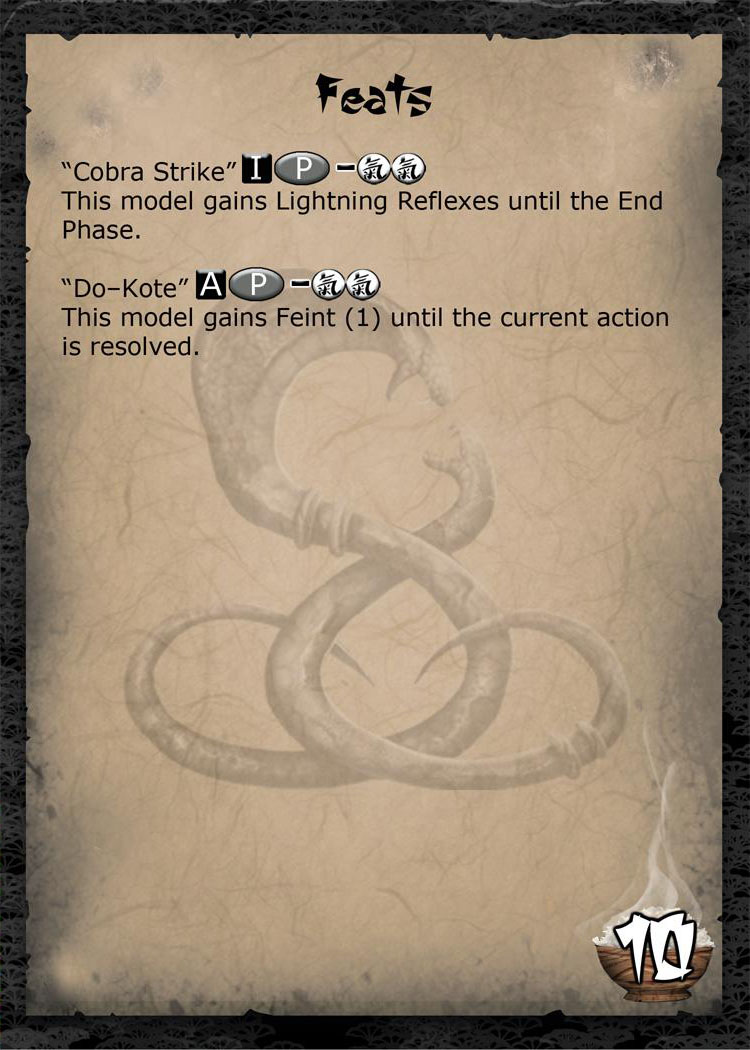 Feats
“Cobra Strike” I P –氣氣
This model gains Lightning Reflexes until the End
Phase.
“Do–Kote” A P –氣氣
This model gains Feint (1) until the current action
is resolved.
10